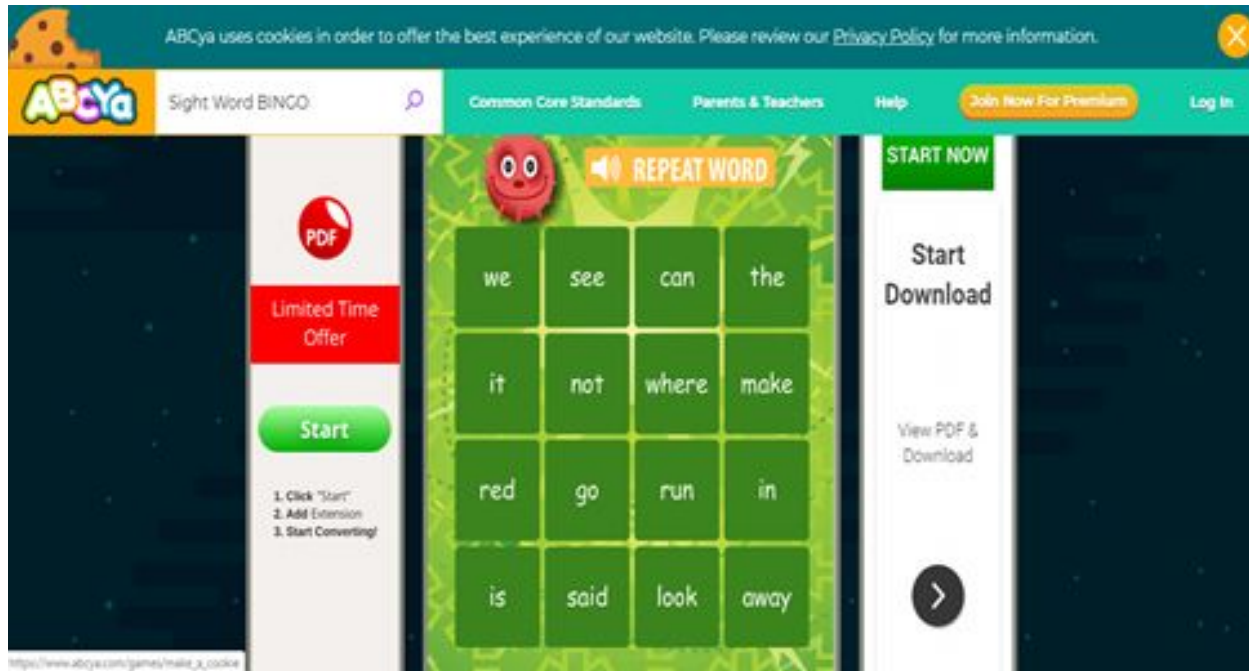 ABCya uses cookies in order to offer the best experience of our website. Please review our Privacy Policy for more information.
ABCYa
Sight Word BINGO
Common Core Standards
Parents & Teachers
Help
Join Now For Premium
Log In
PDF
Limited Time
Offer
Start
1. Click "Start"
2. Add Extension
3. Start Converting!
REPEAT WORD
we see can the
it not where make
red go run in
is said look away
START NOW
Start
Download
View PDF &
Download
https://www.abcya.com/games/make_a_cookie